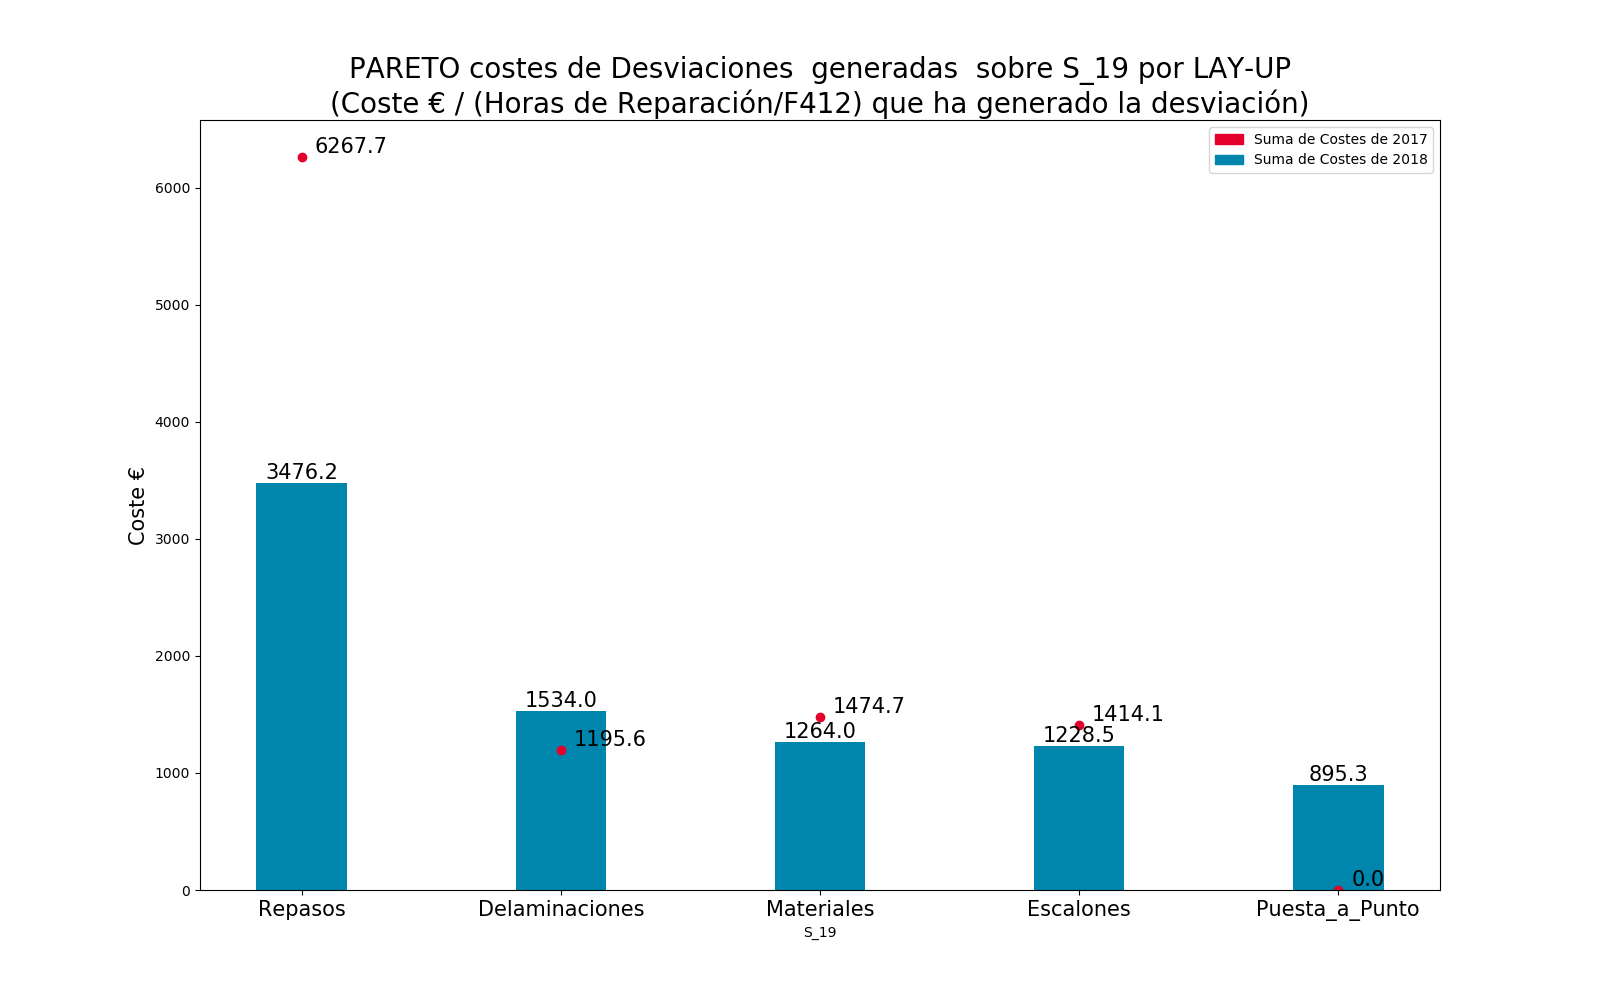 PARETO costes de Desviaciones  generadas  sobre S_19 por LAY-UP
(Coste € / (Horas de Reparación/F412) que ha generado la desviación)
Suma de Costes de 2017
Suma de Costes de 2018
6267.7
6000
5000
4000
3476.2
Coste €
3000
2000
1534.0
1195.6
1474.7
1264.0
1414.1
1228.5
1000
895.3
0.0
0
Repasos Delaminaciones Materiales Escalones Puesta_a_Punto
S_19